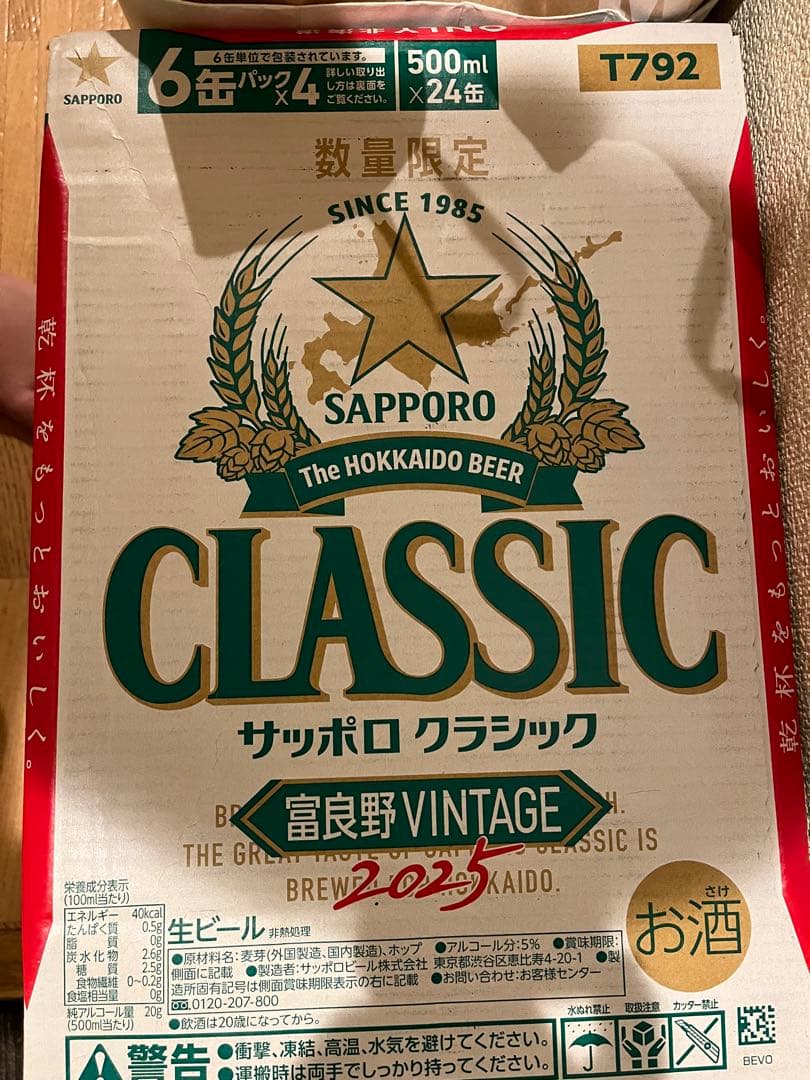 SAPPORO
6缶パック×4
6缶単位で包装されています。
詳しい取り出
し方は裏面を
ご覧ください。
500ml
×24缶
T792
数量限定
SINCE 1985
SAPPORO
The HOKKAIDO BEER
CLASSIC
サッポロ クラシック
富良野VINTAGE
2025
THE GREAT TASTE OF CLASSIC IS
BREWED KAIDO.
乾杯をもっとおいしく。
乾杯をもっとおいしく。
栄養成分表示
(100ml当たり)
エネルギー 40kcal
たんぱく質 0.5g
脂質 0g
炭水化物 2.6g
糖質 2.5g
食物繊維 0~0.2g
食塩相当量 0g
純アルコール量 20g
(500ml当たり)
生ビール 非熱処理
●原材料名:麦芽(外国製造、国内製造)、ホップ ●アルコール分:5% ●賞味期限:
側面に記載 ●製造者:サッポロビール株式会社 東京都渋谷区恵比寿4-20-1 ●製
造所固有記号は側面賞味期限表示の右に記載 ●お問い合わせ:お客様センター
0120-207-800
●飲酒は20歳になってから。
さけ
お酒
警告
●衝撃、凍結、高温、水気を避けてください。
●運搬時は両手でしっかり持ってください。
水ぬれ禁止 取扱注意 カッター禁止
BEVO